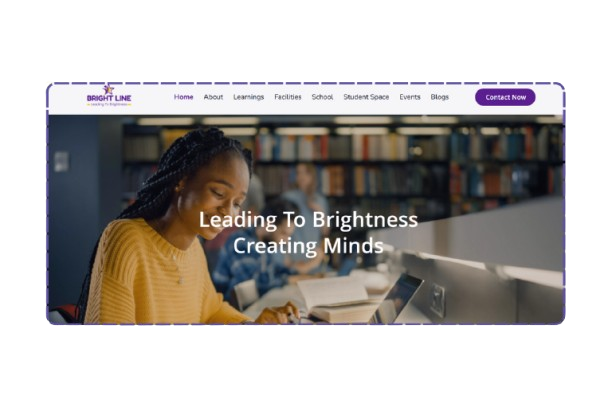 BRIGHT LINE
Leading To Brightness
Home About Learnings Facilities School Student Space Events Blogs
Contact Now
Leading To Brightness
Creating Minds